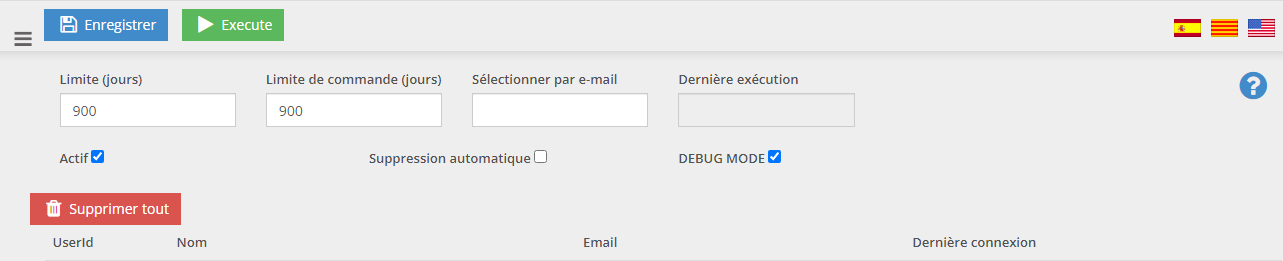 Enregistrer Execute
Limite (jours) Limite de commande (jours) Sélectionner par e-mail Dernière exécution
900 900
Actif Suppression automatique DEBUG MODE
Supprimer tout
UserId Nom Email Dernière connexion